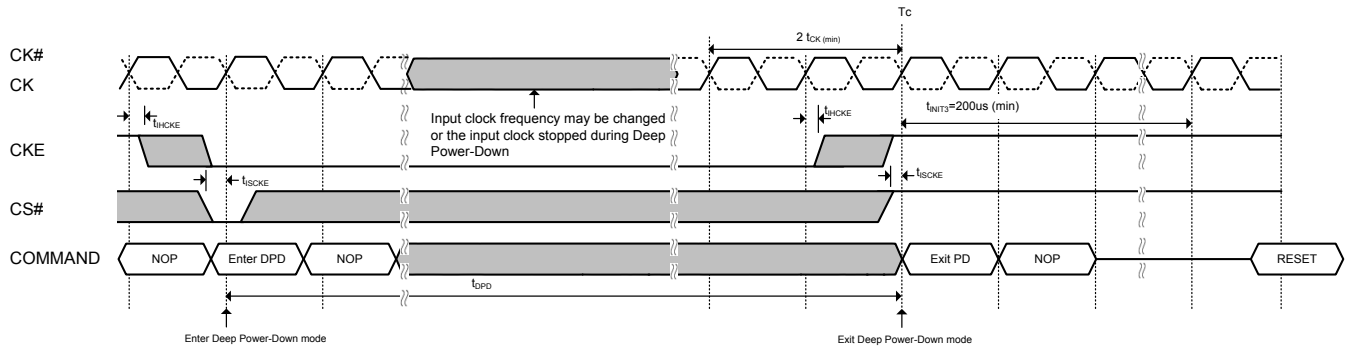 Tc
2 tCK (min)
CK#
CK
tIHCKE
Input clock frequency may be changed
or the input clock stopped during Deep
Power-Down
tIHCKE
tINIT3=200us (min)
CKE
tISCKE
tISCKE
CS#
COMMAND
NOP
Enter DPD
NOP
Exit PD
NOP
RESET
tDPD
Enter Deep Power-Down mode
Exit Deep Power-Down mode